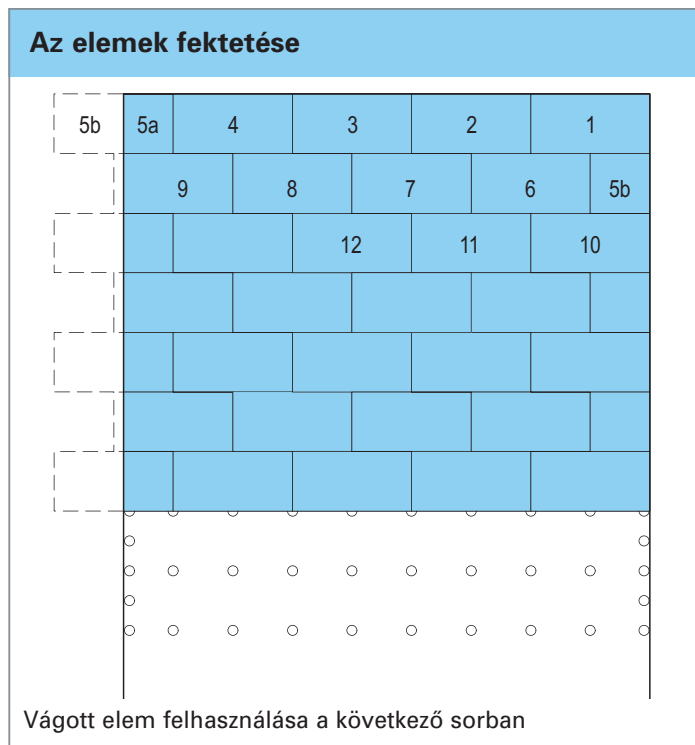 Az elemek fektetése
5b 5a 4 3 2 1
9 8 7 6 5b
12 11 10
Vágott elem felhasználása a következő sorban